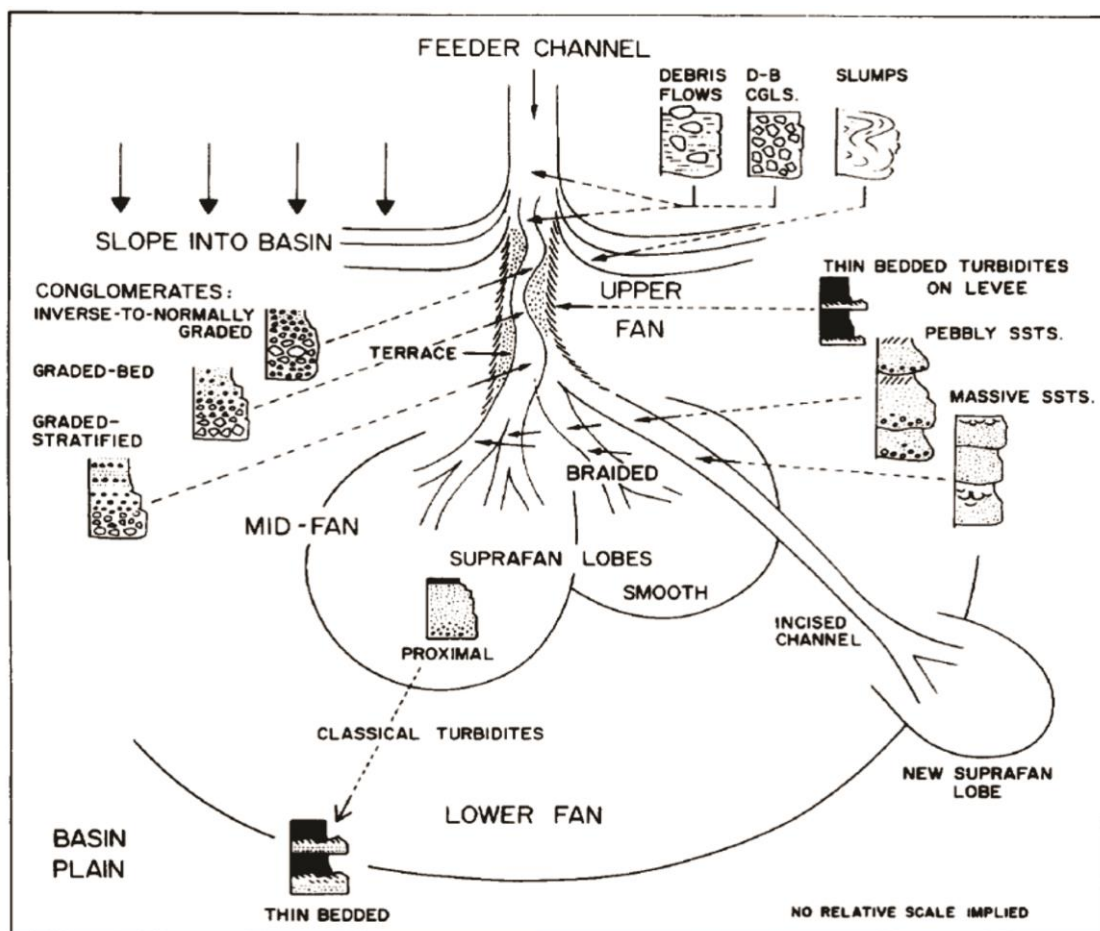 FEEDER CHANNEL
DEBRIS
FLOWS
D-B
CGLS.
SLUMPS
SLOPE INTO BASIN
CONGLOMERATES:
INVERSE-TO-NORMALLY
GRADED
GRADED-BED
GRADED-
STRATIFIED
TERRACE
UPPER
FAN
THIN BEDDED TURBIDITES
ON LEVEE
PEBBLY SSTS.
MASSIVE SSTS.
BRAIDED
MID-FAN
SUPRAFAN LOBES
SMOOTH
PROXIMAL
INCISED
CHANNEL
CLASSICAL TURBIDITES
NEW SUPRAFAN
LOBE
LOWER FAN
BASIN
PLAIN
THIN BEDDED
NO RELATIVE SCALE IMPLIED